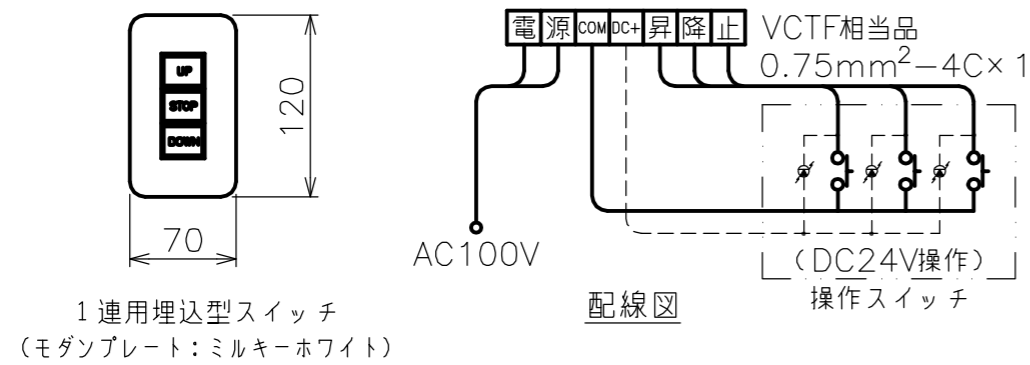 UP
STOP
DOWN
120
70
1連用埋込型スイッチ
(モダンプレート:ミルキーホワイト)
電 源 COM DC+ 昇 降 止
VCTF相当品
0.75mm²-4C×1
AC100V
(DC24V操作)
操作スイッチ
配線図